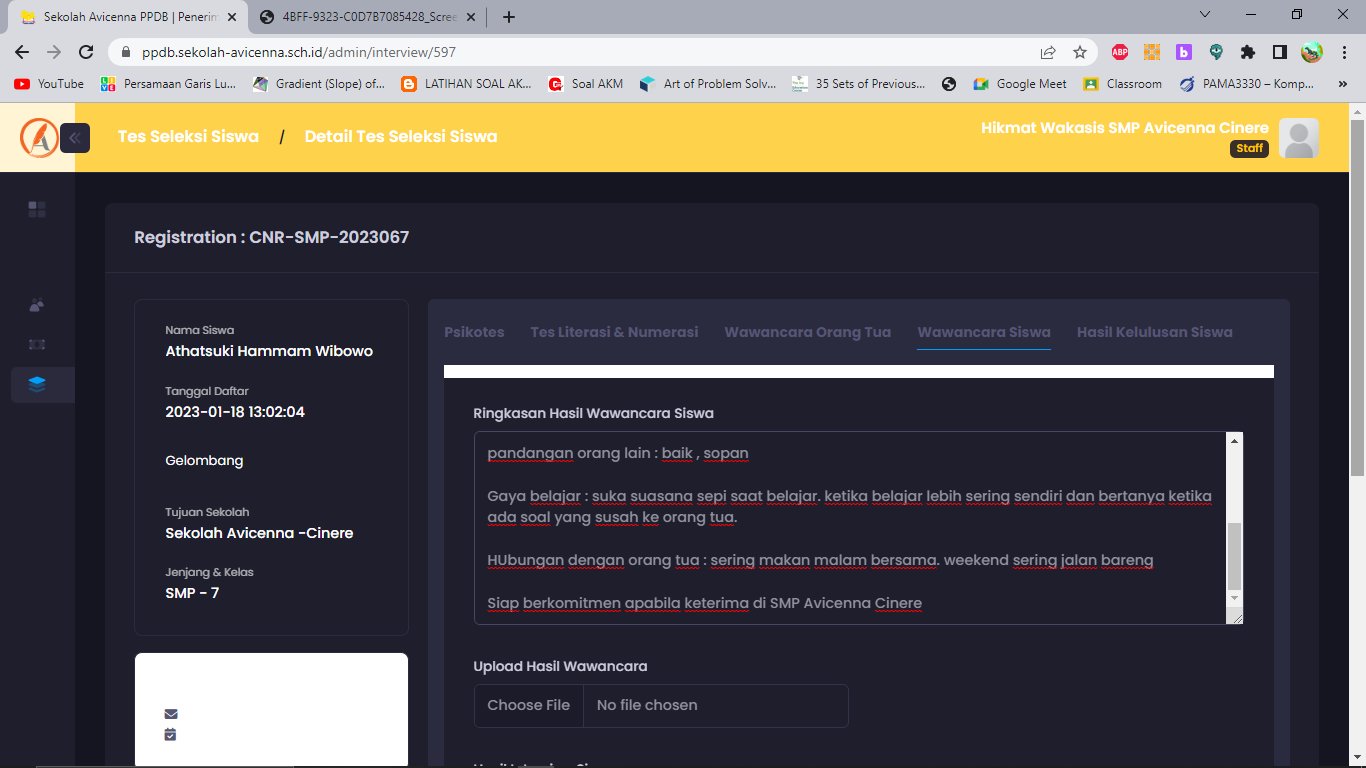 Sekolah Avicenna PPDB | Penerim
4BFF-9323-C0D7B7085428_Scree
ppdb.sekolah-avicenna.sch.id/admin/interview/597
ABP
b
YouTube
Persamaan Garis Lu...
Gradient (Slope) of...
LATIHAN SOAL AK...
Soal AKM
Art of Problem Solv...
35 Sets of Previous...
Google Meet
Classroom
PAMA3330 – Komp...
Tes Seleksi Siswa / Detail Tes Seleksi Siswa
Hikmat Wakasis SMP Avicenna Cinere
Staff
Registration : CNR-SMP-2023067
Nama Siswa
Athatsuki Hammam Wibowo
Tanggal Daftar
2023-01-18 13:02:04
Gelombang
Tujuan Sekolah
Sekolah Avicenna -Cinere
Jenjang & Kelas
SMP - 7
Psikotes
Tes Literasi & Numerasi
Wawancara Orang Tua
Wawancara Siswa
Hasil Kelulusan Siswa
Ringkasan Hasil Wawancara Siswa
pandangan orang lain : baik , sopan
Gaya belajar : suka suasana sepi saat belajar. ketika belajar lebih sering sendiri dan bertanya ketika
ada soal yang susah ke orang tua.
HUbungan dengan orang tua : sering makan malam bersama. weekend sering jalan bareng
Siap berkomitmen apabila keterima di SMP Avicenna Cinere
Upload Hasil Wawancara
Choose File
No file chosen